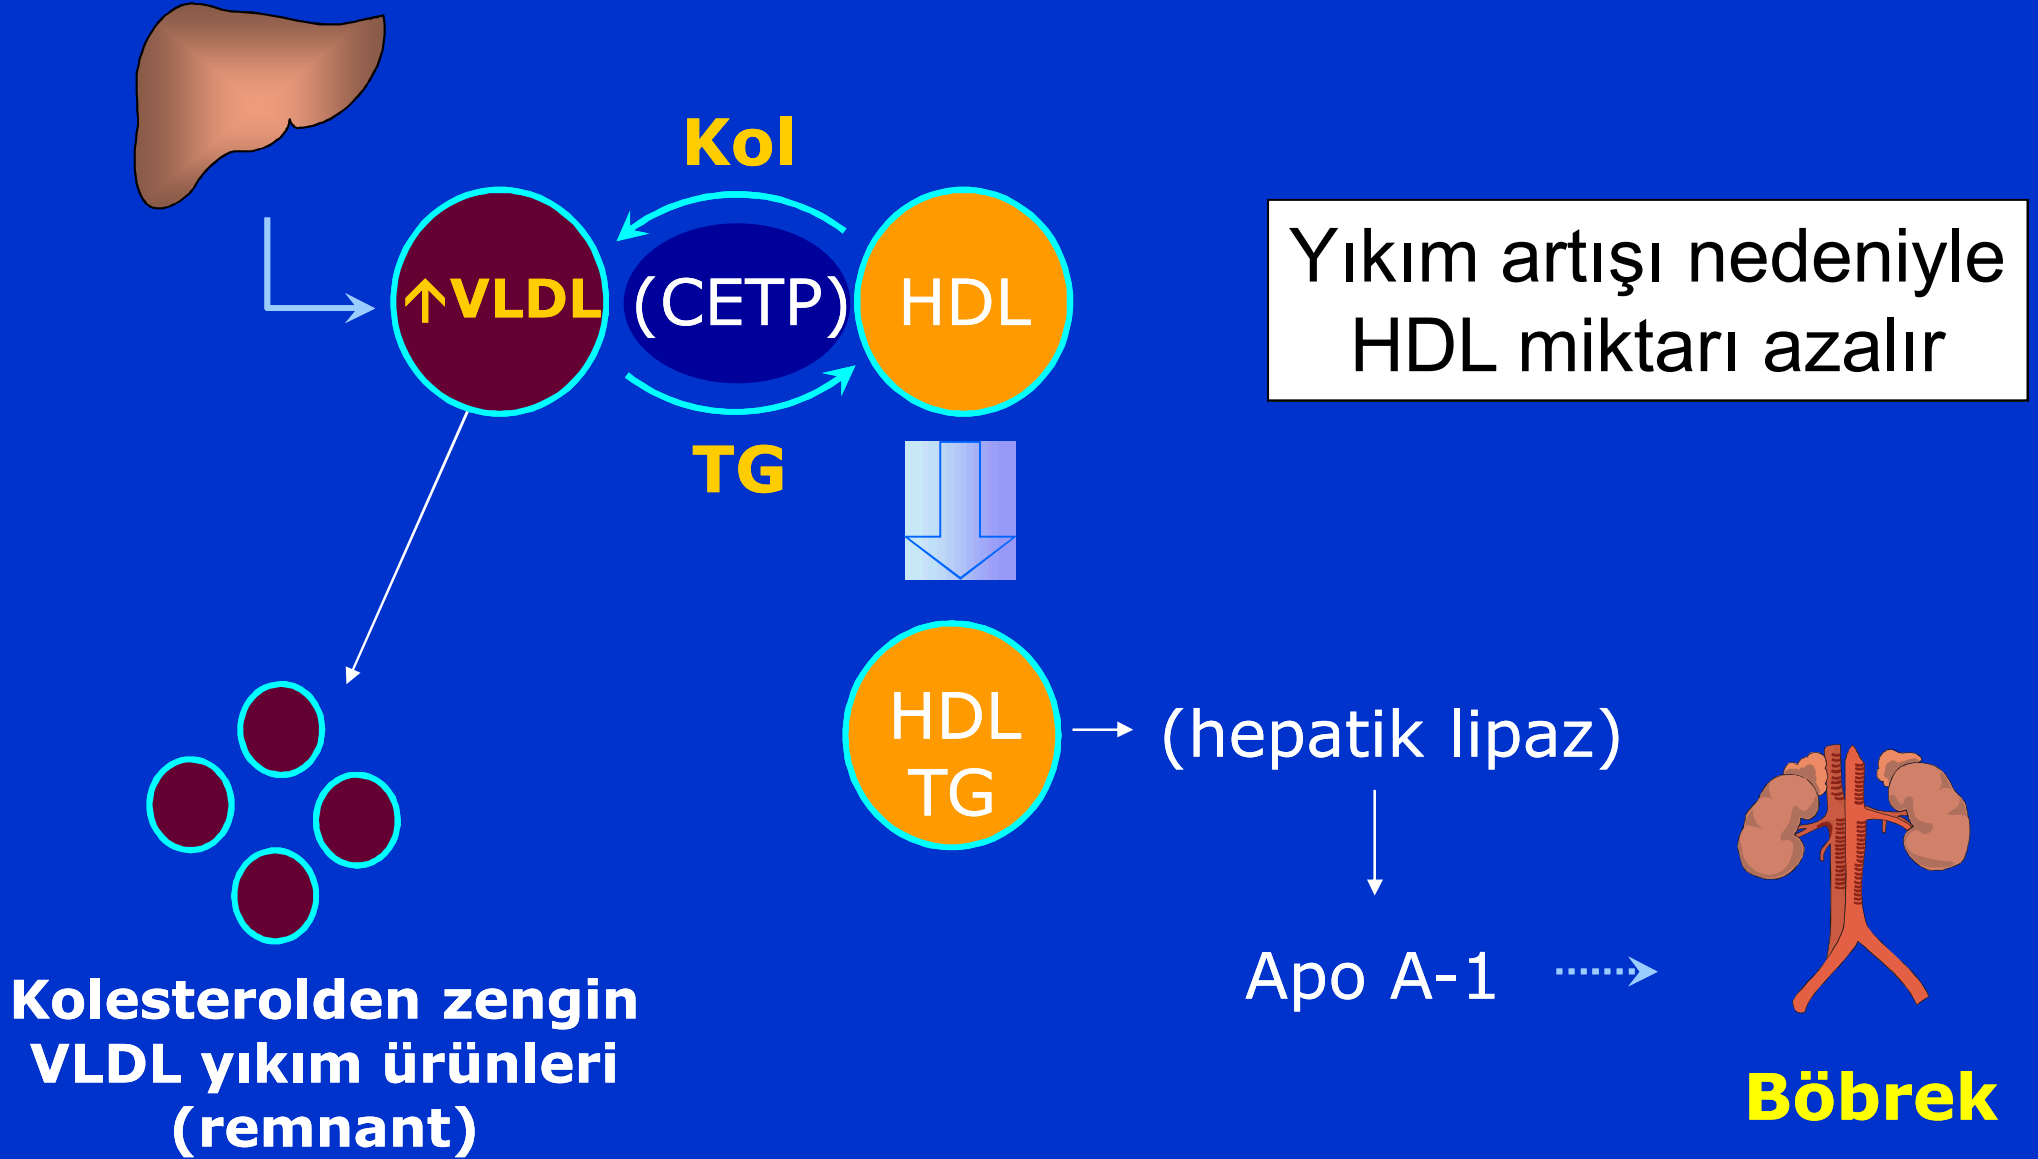 Kol
↑VLDL
(CETP)
HDL
TG
Yıkım artışı nedeniyle
HDL miktarı azalır
HDL
TG
(hepatik lipaz)
Apo A-1
Kolesterolden zengin
VLDL yıkım ürünleri
(remnant)
Böbrek